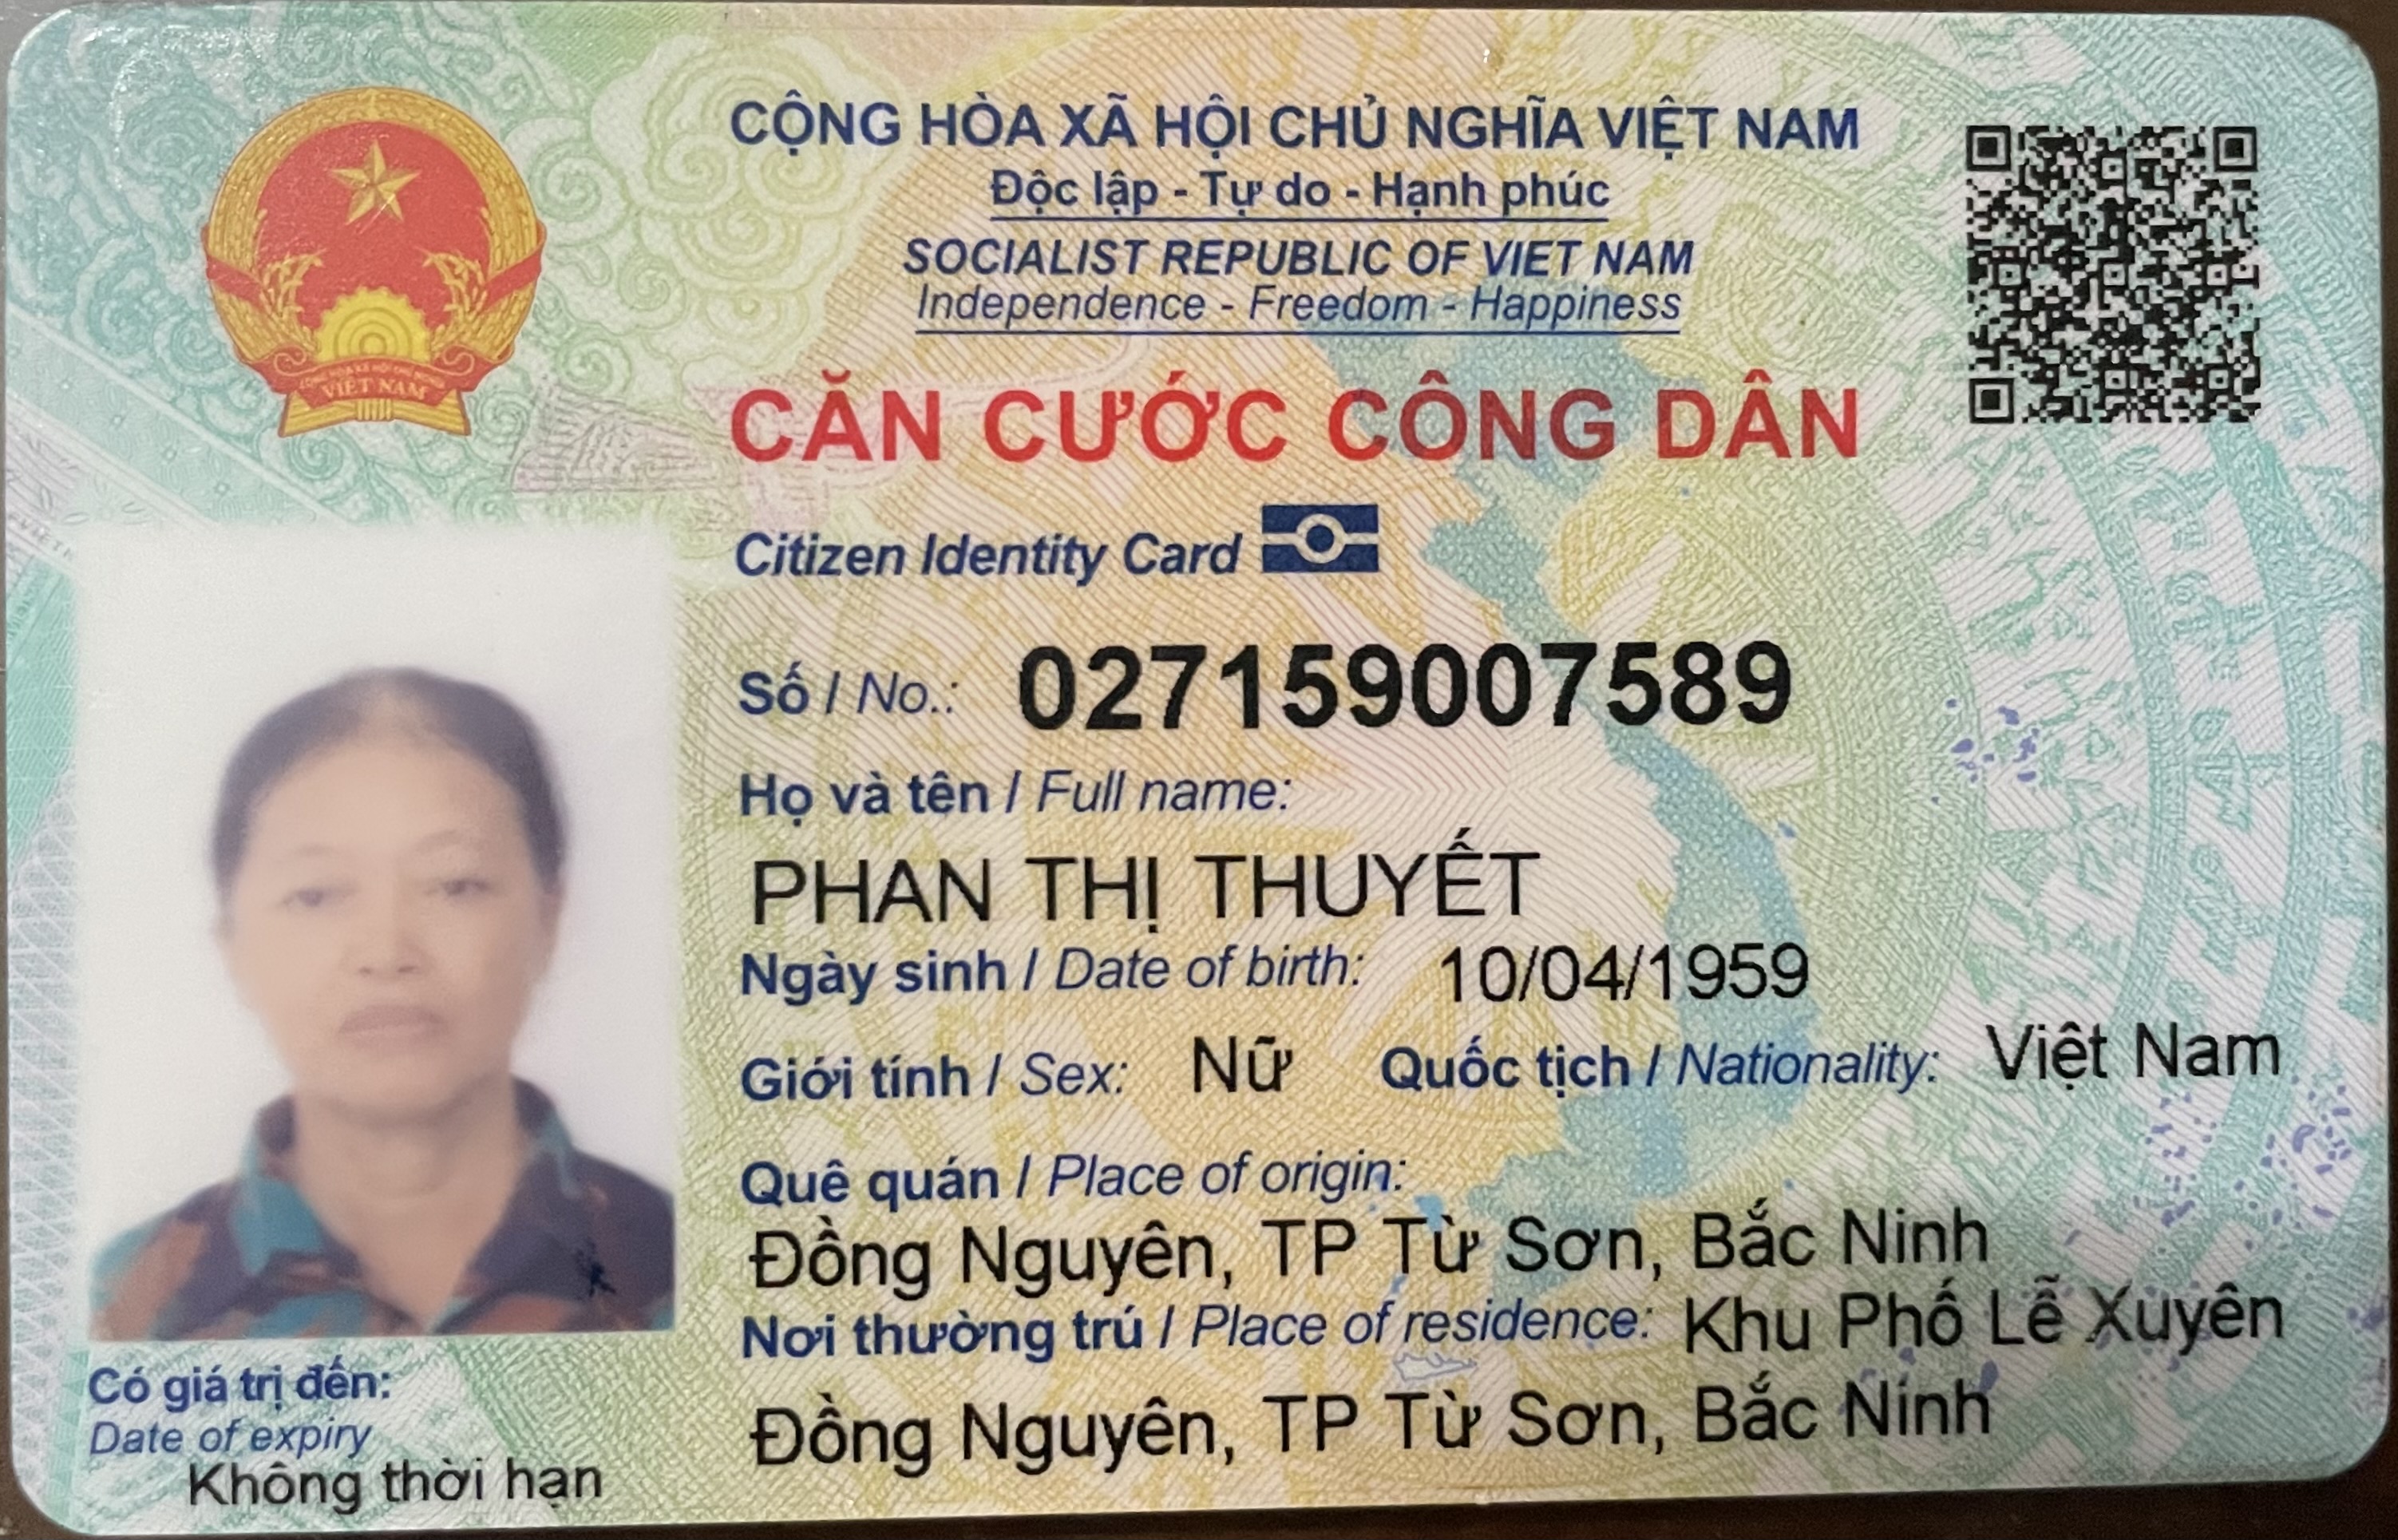 CỘNG HÒA XÃ HỘI CHỦ NGHĨA VIỆT NAM
Độc lập - Tự do - Hạnh phúc
SOCIALIST REPUBLIC OF VIET NAM
Independence - Freedom - Happiness
VIỆT NAM
CĂN CƯỚC CÔNG DÂN
Citizen Identity Card
Số / No.: 027159007589
Họ và tên / Full name:
PHAN THỊ THUYẾT
Ngày sinh / Date of birth: 10/04/1959
Giới tính / Sex: Nữ Quốc tịch / Nationality: Việt Nam
Quê quán / Place of origin:
Đồng Nguyên, TP Từ Sơn, Bắc Ninh
Nơi thường trú / Place of residence: Khu Phố Lễ Xuyên
Đồng Nguyên, TP Từ Sơn, Bắc Ninh
Có giá trị đến:
Date of expiry
Không thời hạn